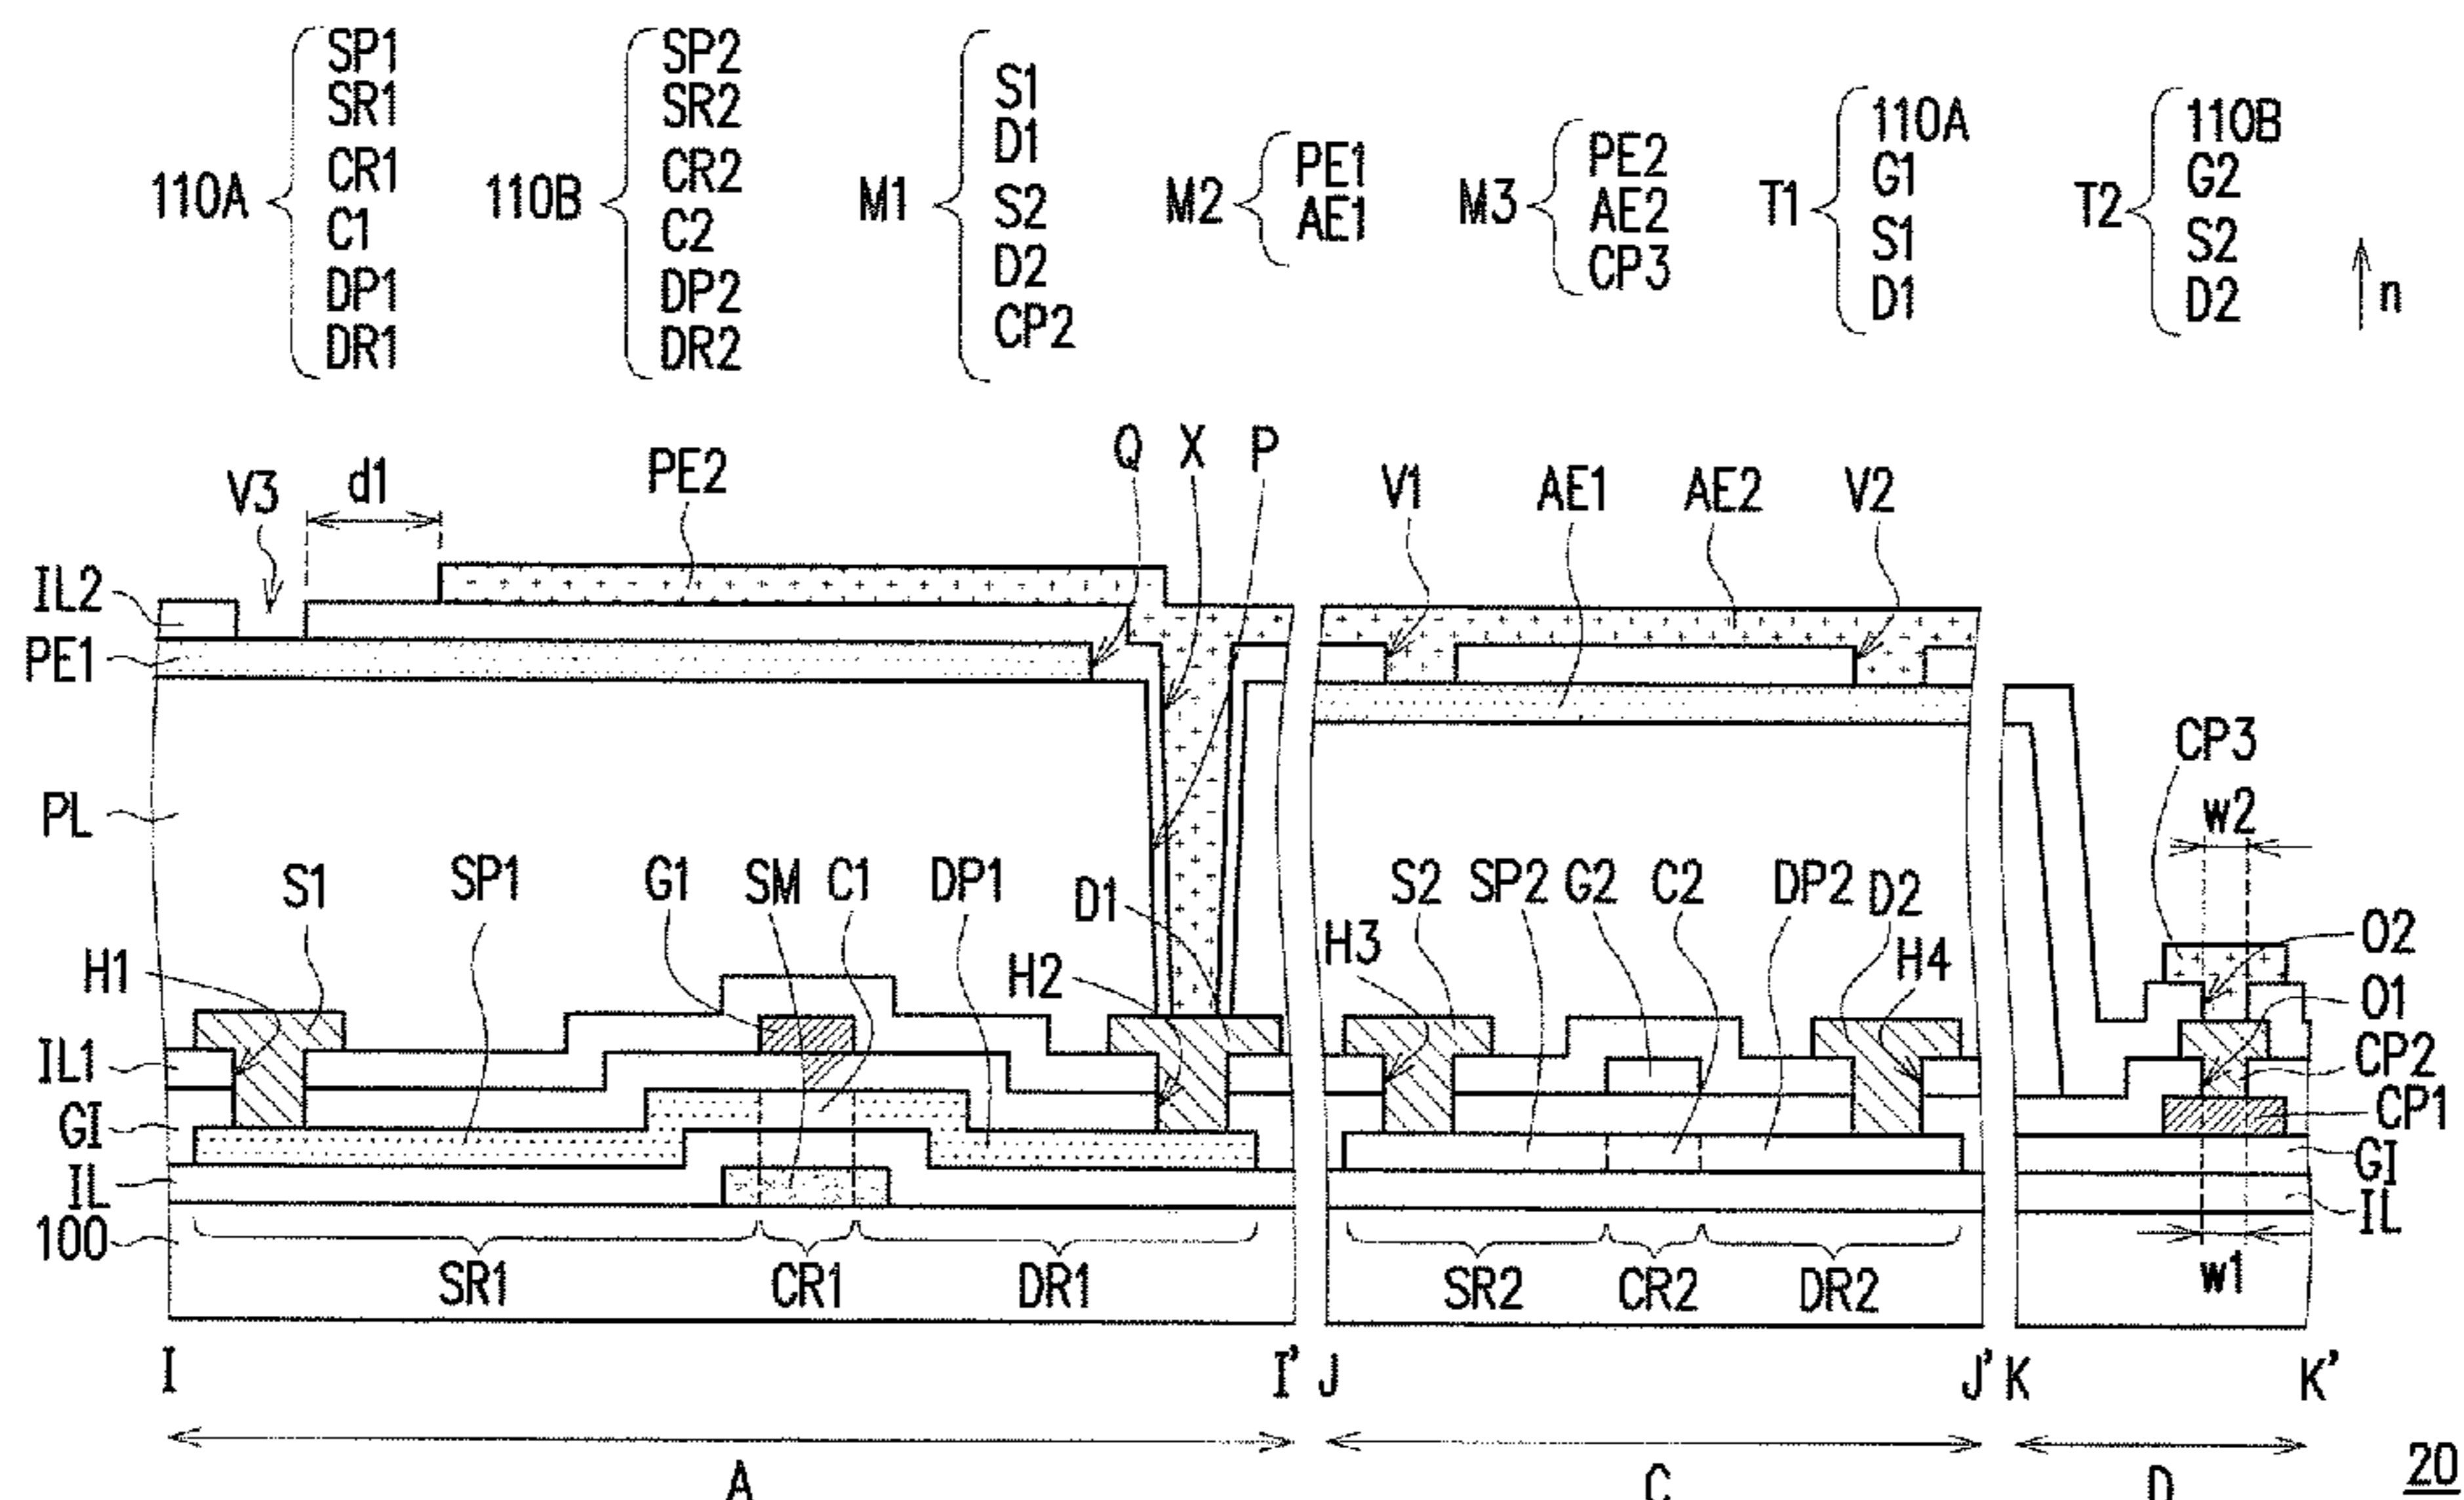 110A { SP1 SR1 CR1 C1 DP1 DR1
110B { SP2 SR2 CR2 C2 DP2 DR2
M1 { S1 D1 S2 D2 CP2
M2 { PE1 AE1
M3 { PE2 AE2 CP3
T1 { 110A G1 S1 D1
T2 { 110B G2 S2 D2
n
V3 d1 PE2 Q X P V1 AE1 AE2 V2
IL2
PE1
CP3
PL w2
S1 SP1 G1 SM C1 DP1 D1 S2 SP2 G2 C2 DP2 D2
H1 H2 H3 H4 O2
O1
IL1 CP2
GI CP1
GI
IL IL
100
SR1 CR1 DR1 SR2 CR2 DR2 w1
I I' J J' K K'
A C D
20